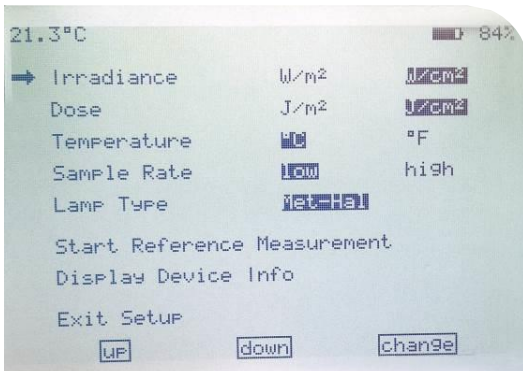 21.3°C 84%
Irradiance W/m² W/cm²
Dose J/m² J/cm²
Temperature °C °F
Sample Rate low high
Lamp Type Met-Hal
Start Reference Measurement
Display Device Info
Exit Setup
up down change